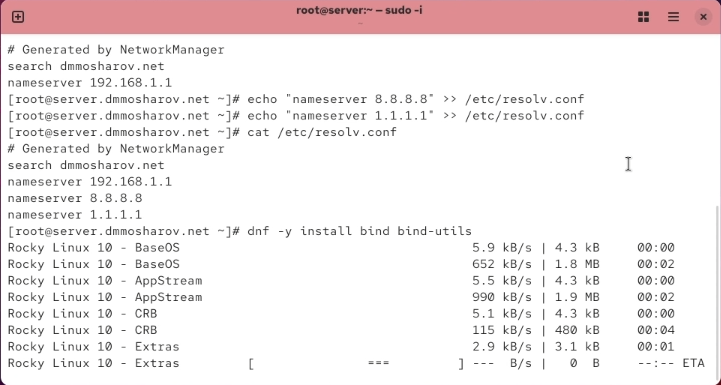 root@server:~ — sudo -i
# Generated by NetworkManager
search dmmosharov.net
nameserver 192.168.1.1
[root@server.dmmosharov.net ~]# echo "nameserver 8.8.8.8" >> /etc/resolv.conf
[root@server.dmmosharov.net ~]# echo "nameserver 1.1.1.1" >> /etc/resolv.conf
[root@server.dmmosharov.net ~]# cat /etc/resolv.conf
# Generated by NetworkManager
search dmmosharov.net
nameserver 192.168.1.1
nameserver 8.8.8.8
nameserver 1.1.1.1
[root@server.dmmosharov.net ~]# dnf -y install bind bind-utils
Rocky Linux 10 - BaseOS 5.9 kB/s | 4.3 kB 00:00
Rocky Linux 10 - BaseOS 652 kB/s | 1.8 MB 00:02
Rocky Linux 10 - AppStream 5.5 kB/s | 4.3 kB 00:00
Rocky Linux 10 - AppStream 990 kB/s | 1.9 MB 00:02
Rocky Linux 10 - CRB 5.1 kB/s | 4.3 kB 00:00
Rocky Linux 10 - CRB 115 kB/s | 480 kB 00:04
Rocky Linux 10 - Extras 2.9 kB/s | 3.1 kB 00:01
Rocky Linux 10 - Extras [ === ] --- B/s | 0 B --:-- ETA